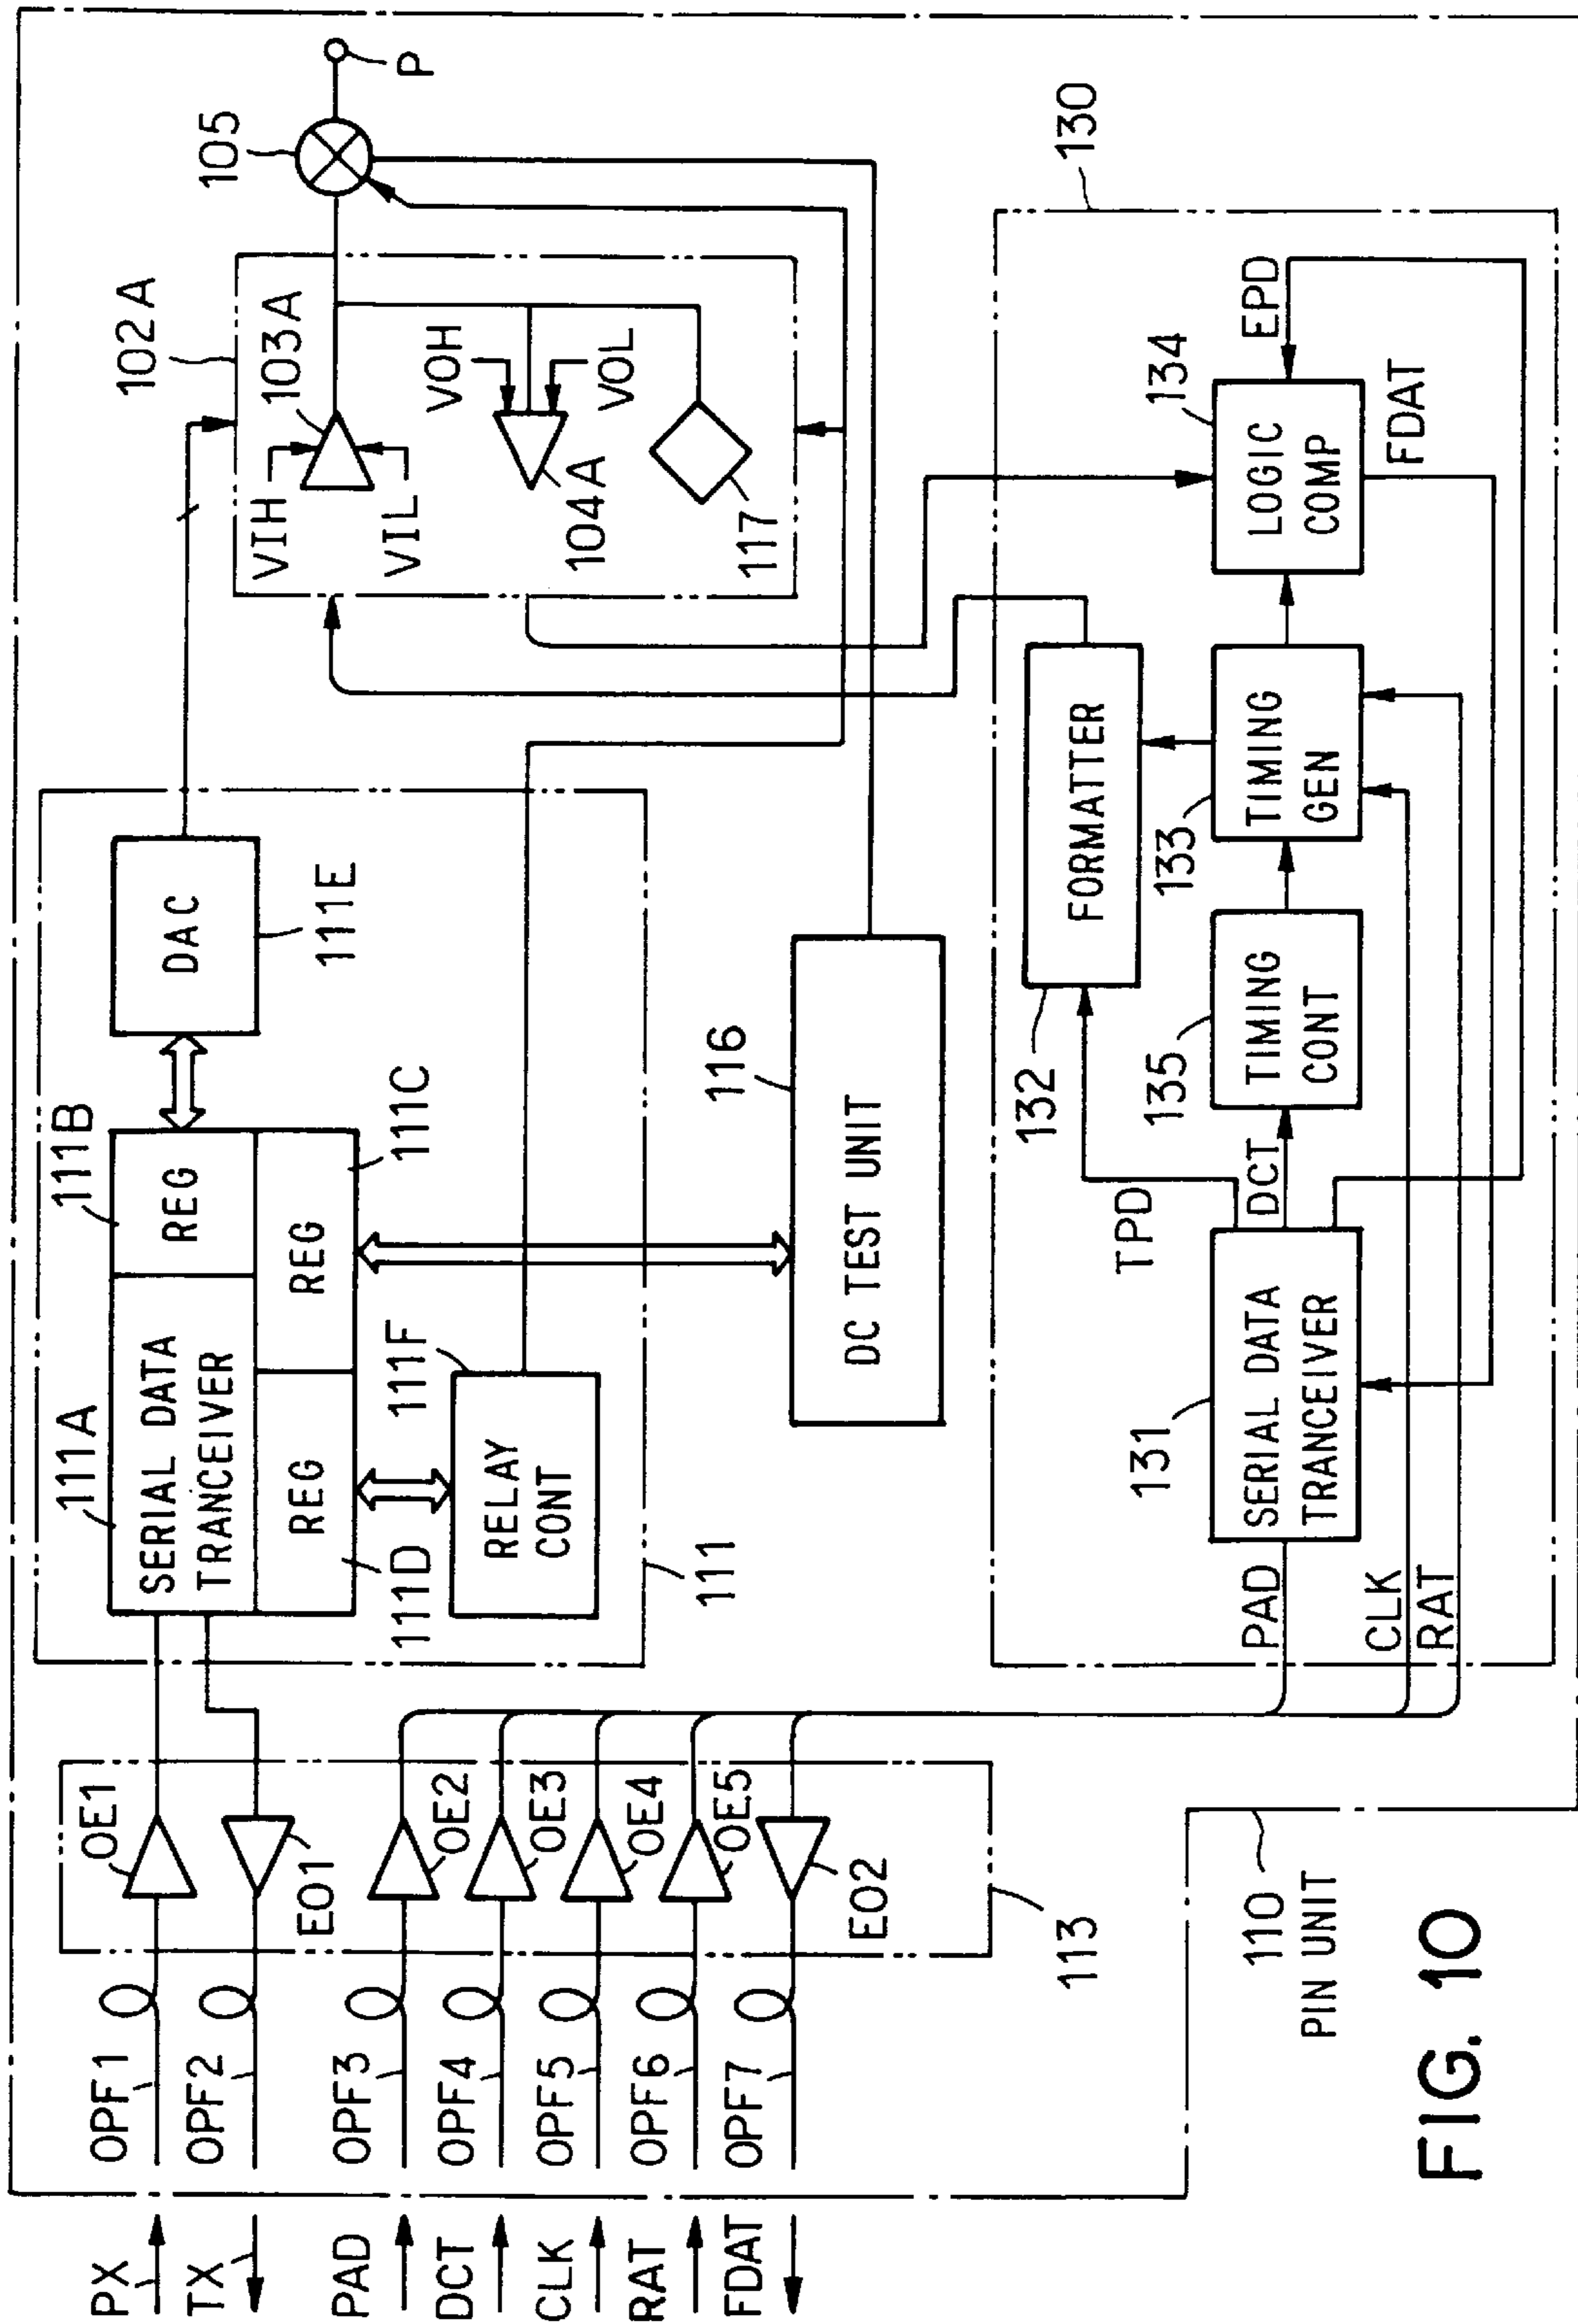 PX
TX
PAD
DCT
CLK
RAT
FDAT
OPF1
OPF2
OPF3
OPF4
OPF5
OPF6
OPF7
OE1
EO1
OE2
OE3
OE4
OE5
EO2
113
111A
SERIAL DATA
TRANCEIVER
111B
REG
REG
111C
REG
111D
DAC
111E
111F
RELAY
CONT
111
116
DC TEST UNIT
102A
103A
VIH
VIL
VOH
VOL
104A
117
105
P
130
131
SERIAL DATA
TRANCEIVER
PAD
CLK
RAT
TPD
DCT
132
FORMATTER
135
TIMING
CONT
133
TIMING
GEN
134
LOGIC
COMP
EPD
FDAT
110
PIN UNIT
FIG. 10